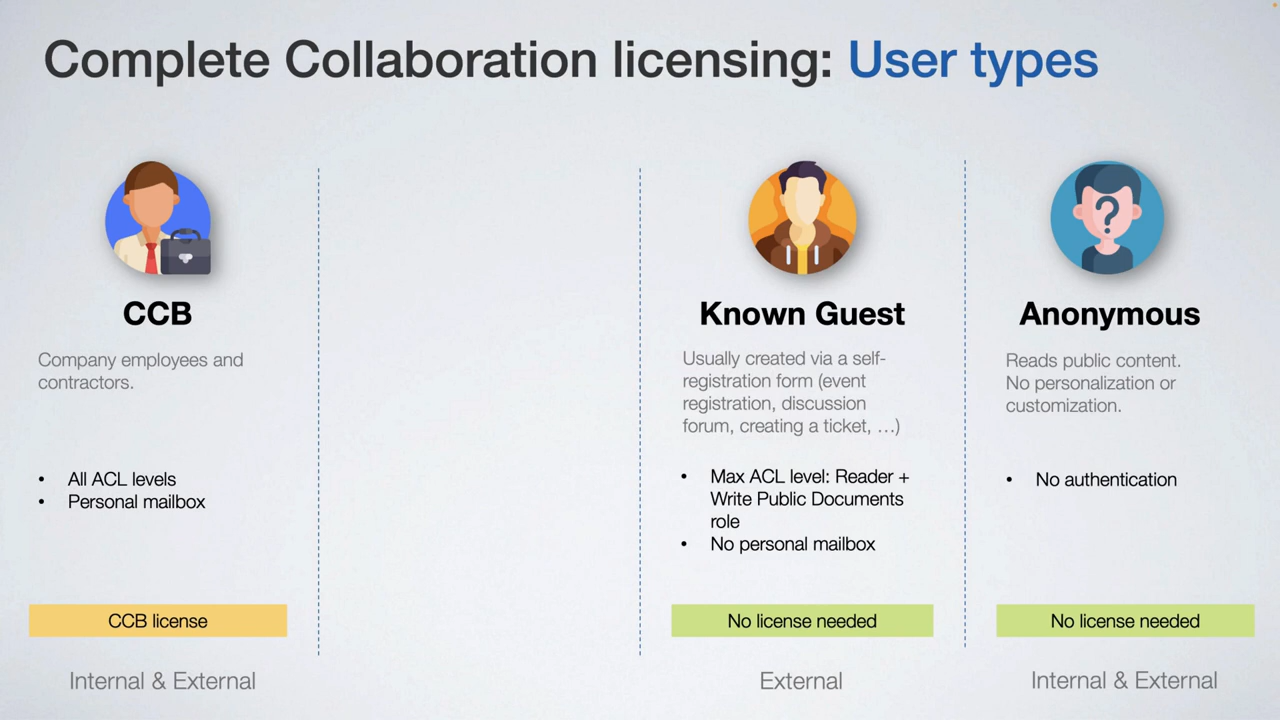 Complete Collaboration licensing: User types
CCB
Company employees and
contractors.
• All ACL levels
• Personal mailbox
CCB license
Internal & External
Known Guest
Usually created via a self-
registration form (event
registration, discussion
forum, creating a ticket, …)
• Max ACL level: Reader +
Write Public Documents
role
• No personal mailbox
No license needed
External
Anonymous
Reads public content.
No personalization or
customization.
• No authentication
No license needed
Internal & External